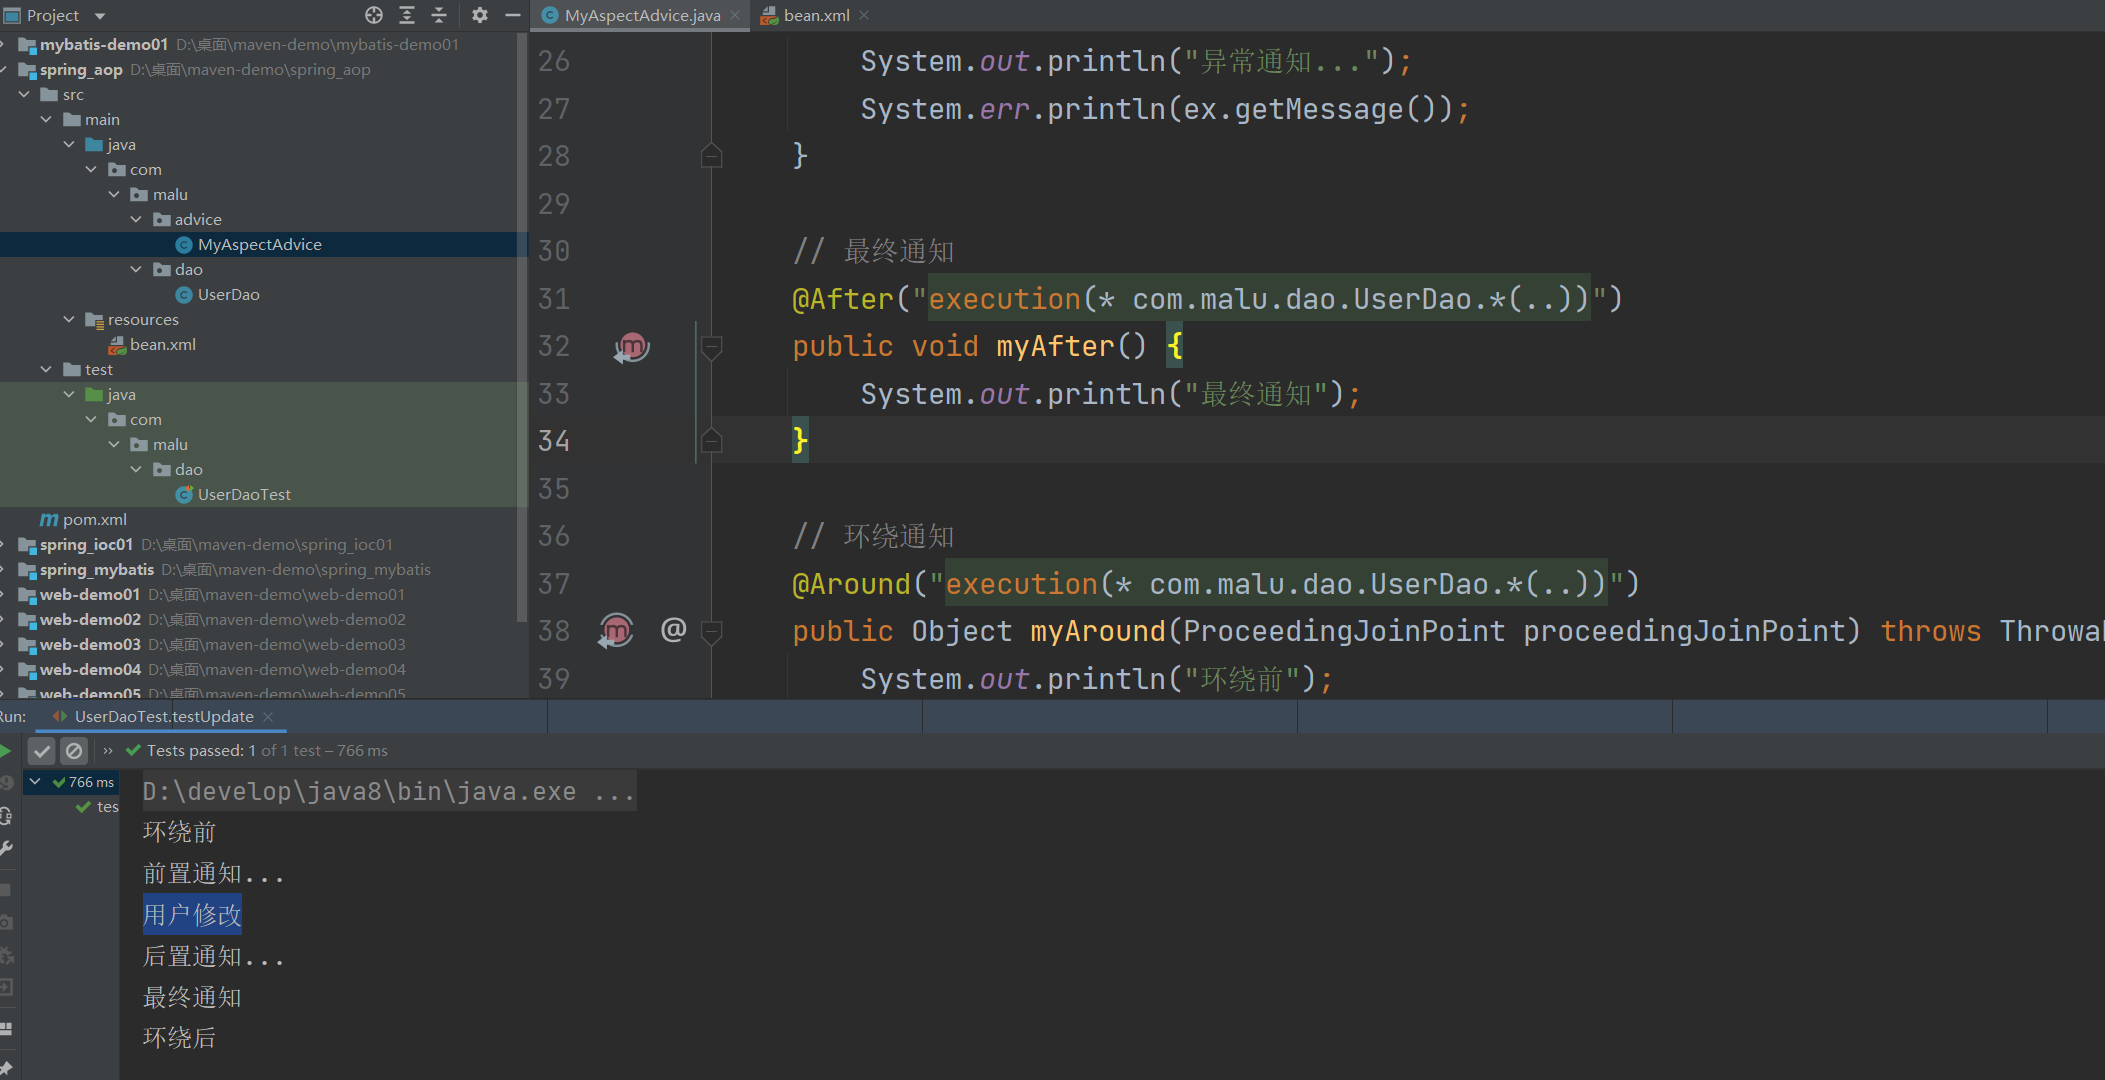 Project
mybatis-demo01 D:\桌面\maven-demo\mybatis-demo01
spring_aop D:\桌面\maven-demo\spring_aop
src
main
java
com
malu
advice
MyAspectAdvice
dao
UserDao
resources
bean.xml
test
java
com
malu
dao
UserDaoTest
pom.xml
spring_ioc01 D:\桌面\maven-demo\spring_ioc01
spring_mybatis D:\桌面\maven-demo\spring_mybatis
web-demo01 D:\桌面\maven-demo\web-demo01
web-demo02 D:\桌面\maven-demo\web-demo02
web-demo03 D:\桌面\maven-demo\web-demo03
web-demo04 D:\桌面\maven-demo\web-demo04
web-demo05 D:\桌面\maven-demo\web-demo05
MyAspectAdvice.java bean.xml
26 System.out.println("异常通知...");
27 System.err.println(ex.getMessage());
28 }
29
30 // 最终通知
31 @After("execution(* com.malu.dao.UserDao.*(..))")
32 public void myAfter() {
33 System.out.println("最终通知");
34 }
35
36 // 环绕通知
37 @Around("execution(* com.malu.dao.UserDao.*(..))")
38 @ public Object myAround(ProceedingJoinPoint proceedingJoinPoint) throws Throwa
39 System.out.println("环绕前");
Run: UserDaoTest.testUpdate
» Tests passed: 1 of 1 test – 766 ms
766 ms
tes
D:\develop\java8\bin\java.exe ...
环绕前
前置通知...
用户修改
后置通知...
最终通知
环绕后